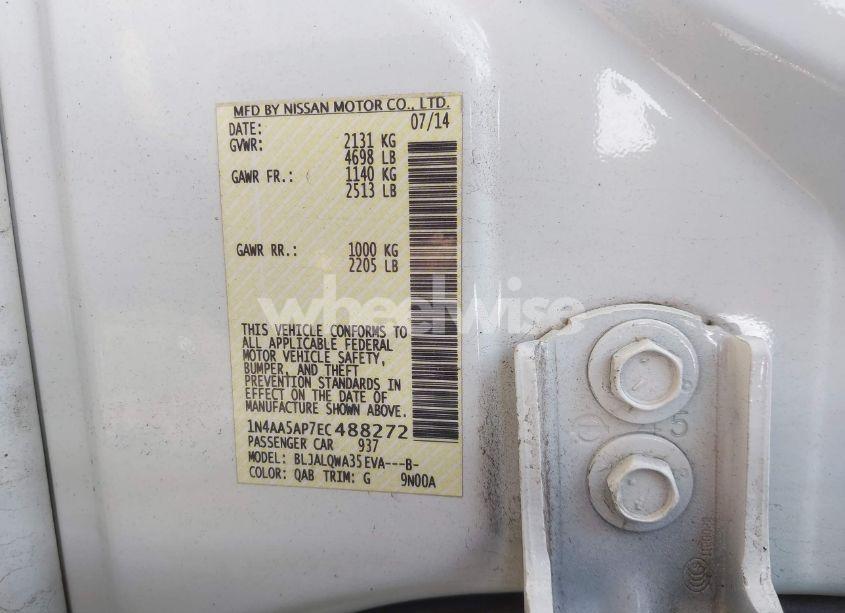 MFD BY NISSAN MOTOR CO., LTD.
DATE: 07/14
GVWR: 2131 KG
4698 LB
GAWR FR.: 1140 KG
2513 LB
GAWR RR.: 1000 KG
2205 LB
wheelwise
THIS VEHICLE CONFORMS TO
ALL APPLICABLE FEDERAL
MOTOR VEHICLE SAFETY,
BUMPER, AND THEFT
PREVENTION STANDARDS IN
EFFECT ON THE DATE OF
MANUFACTURE SHOWN ABOVE.
1N4AA5AP7EC488272
PASSENGER CAR 937
MODEL: BLJALQWA35EVA---B-
COLOR: QAB TRIM: G 9N00A